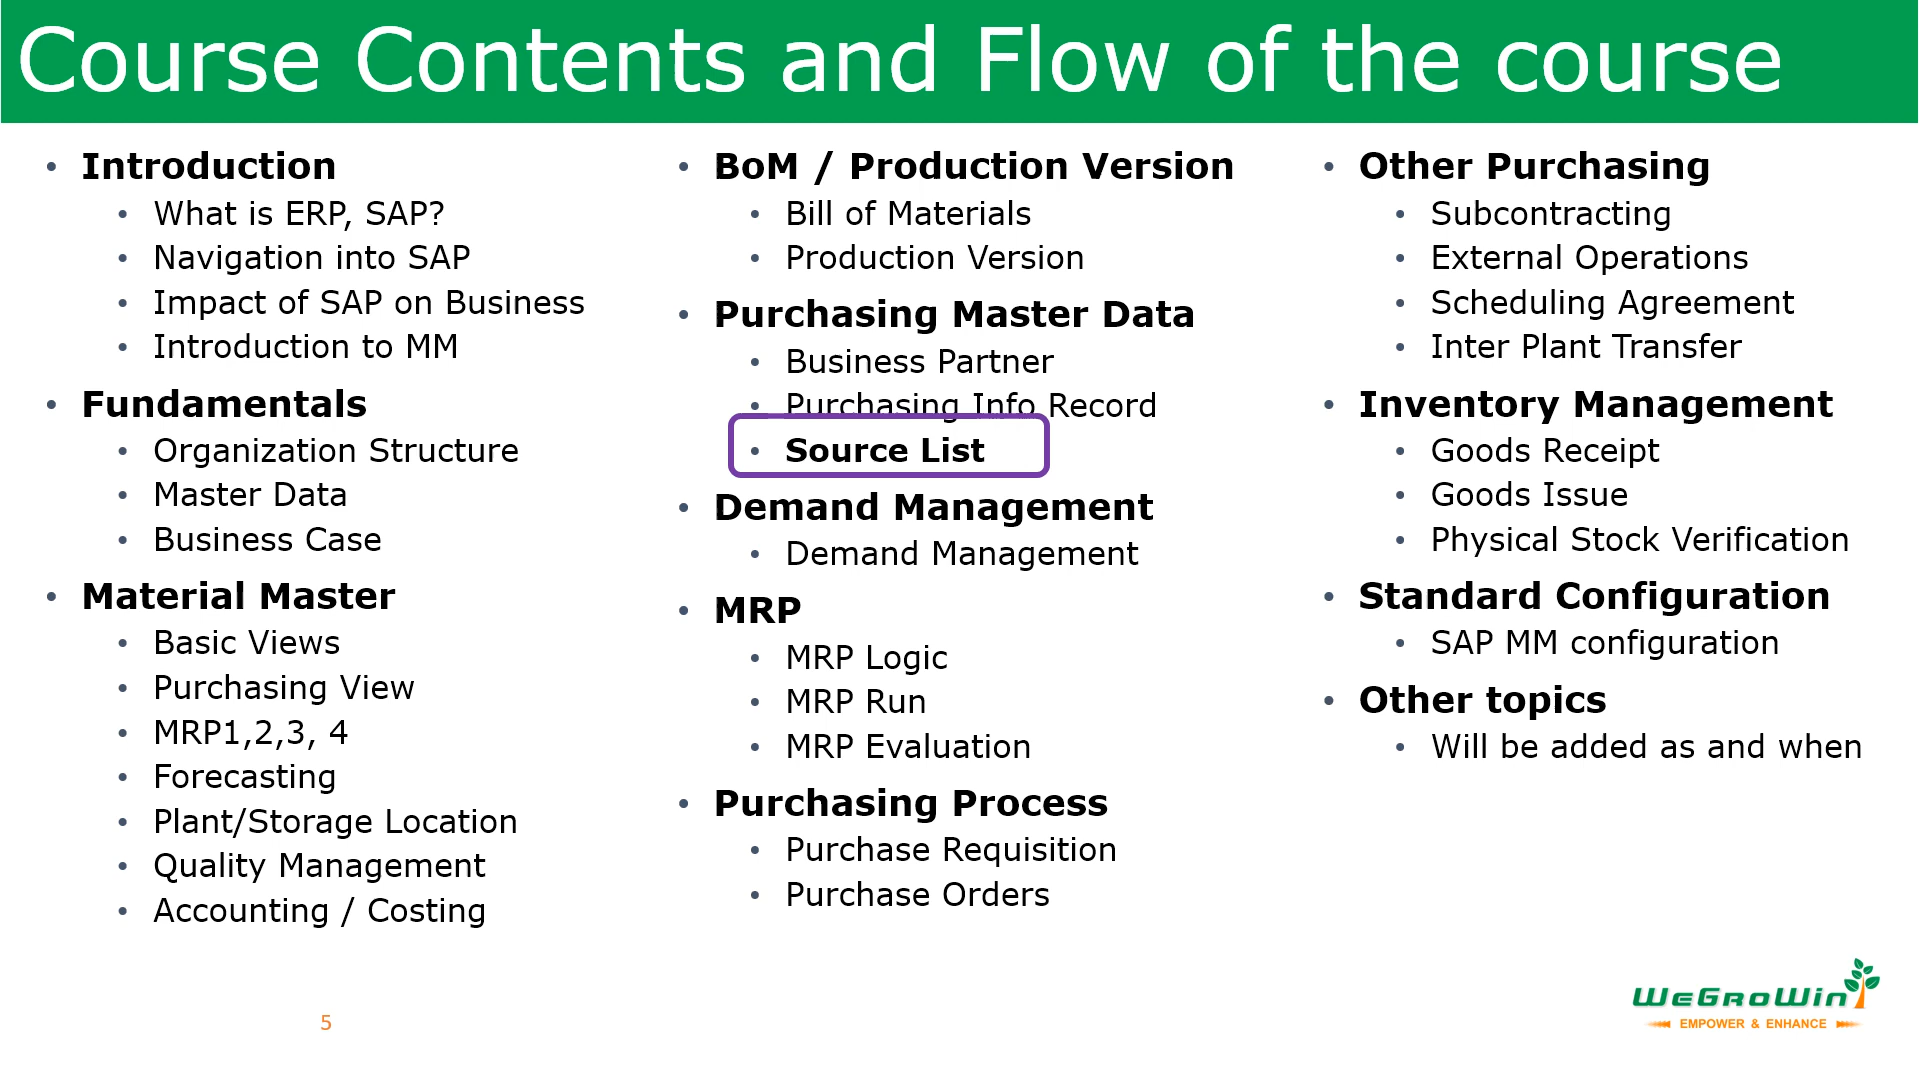 Course Contents and Flow of the course
• Introduction
• What is ERP, SAP?
• Navigation into SAP
• Impact of SAP on Business
• Introduction to MM
• Fundamentals
• Organization Structure
• Master Data
• Business Case
• Material Master
• Basic Views
• Purchasing View
• MRP1,2,3, 4
• Forecasting
• Plant/Storage Location
• Quality Management
• Accounting / Costing
• BoM / Production Version
• Bill of Materials
• Production Version
• Purchasing Master Data
• Business Partner
• Purchasing Info Record
• Source List
• Demand Management
• Demand Management
• MRP
• MRP Logic
• MRP Run
• MRP Evaluation
• Purchasing Process
• Purchase Requisition
• Purchase Orders
• Other Purchasing
• Subcontracting
• External Operations
• Scheduling Agreement
• Inter Plant Transfer
• Inventory Management
• Goods Receipt
• Goods Issue
• Physical Stock Verification
• Standard Configuration
• SAP MM configuration
• Other topics
• Will be added as and when
5
WeGroWin
EMPOWER & ENHANCE